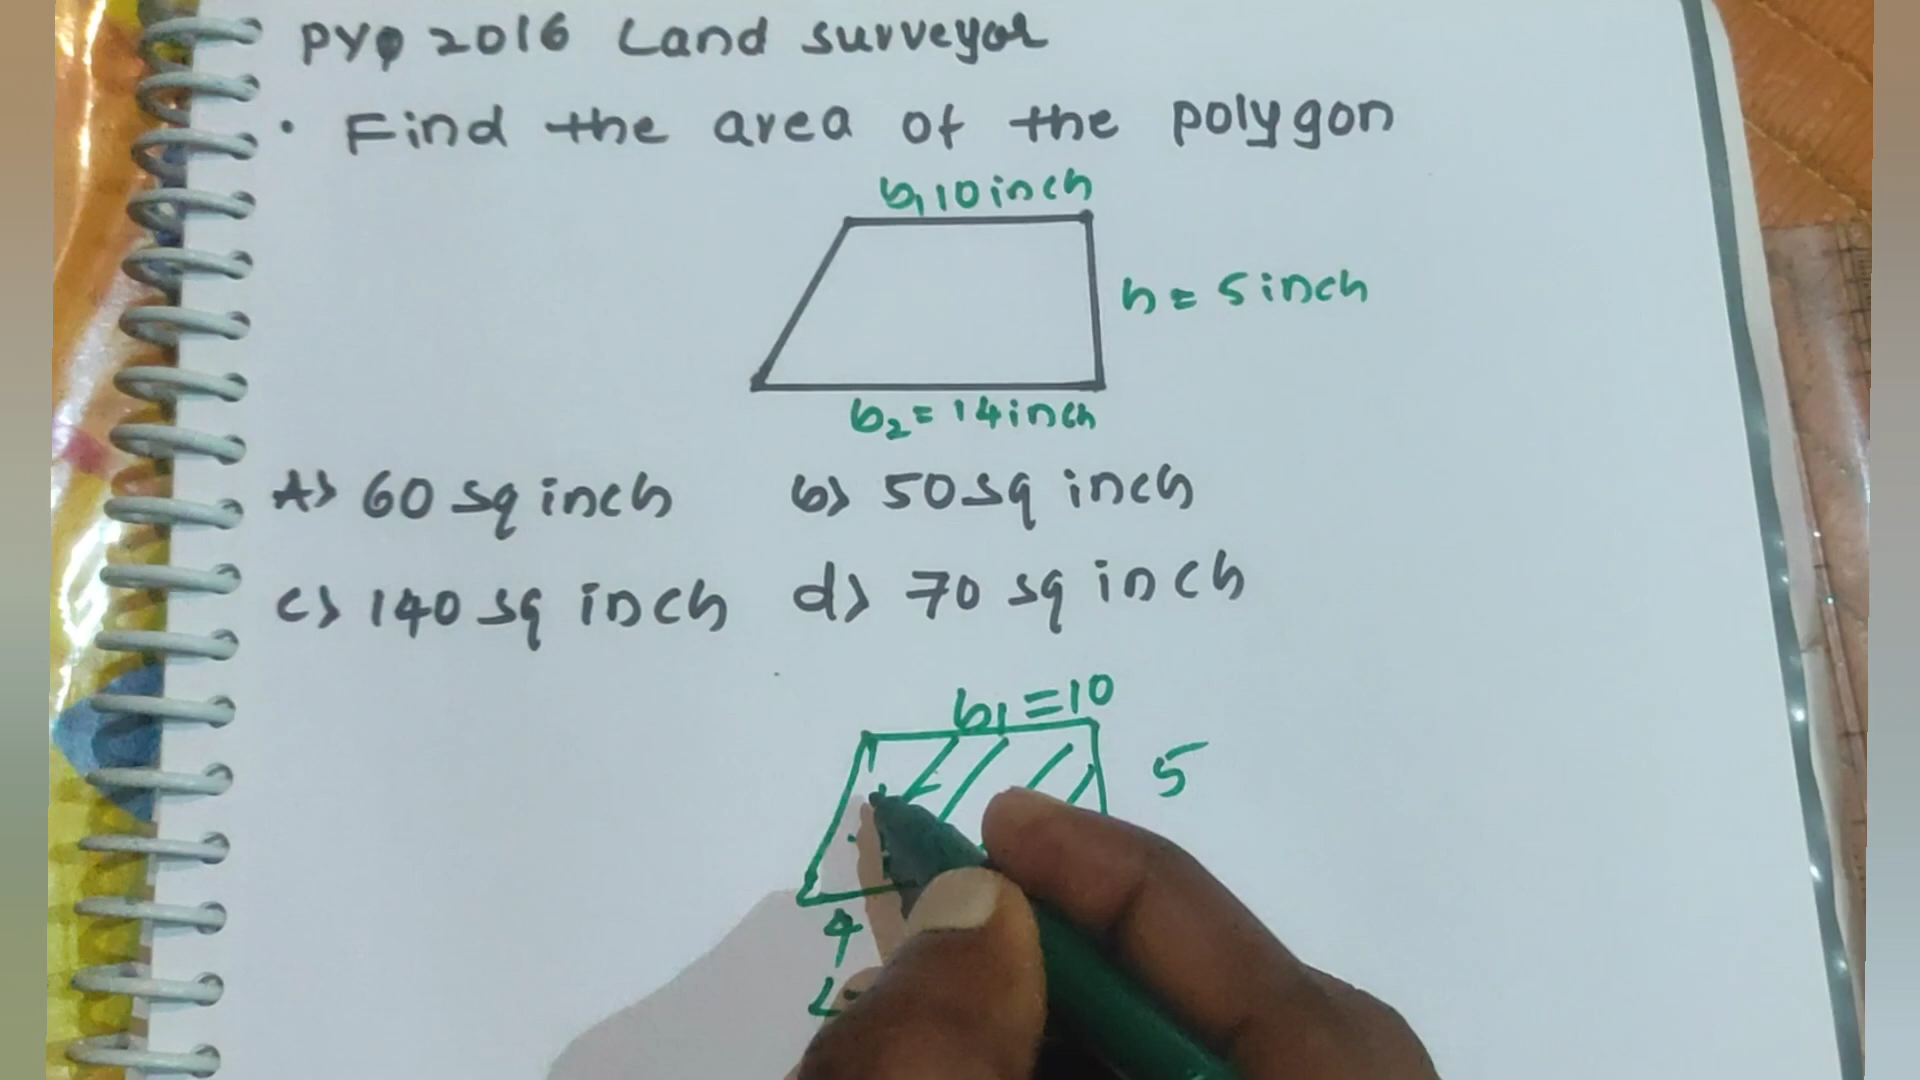 PYQ 2016 Land surveyor
• Find the area of the polygon
b1 10 inch
h = 5 inch
b2 = 14 inch
A) 60 sq inch b) 50 sq inch
c) 140 sq inch d) 70 sq inch
b1 = 10
5
4